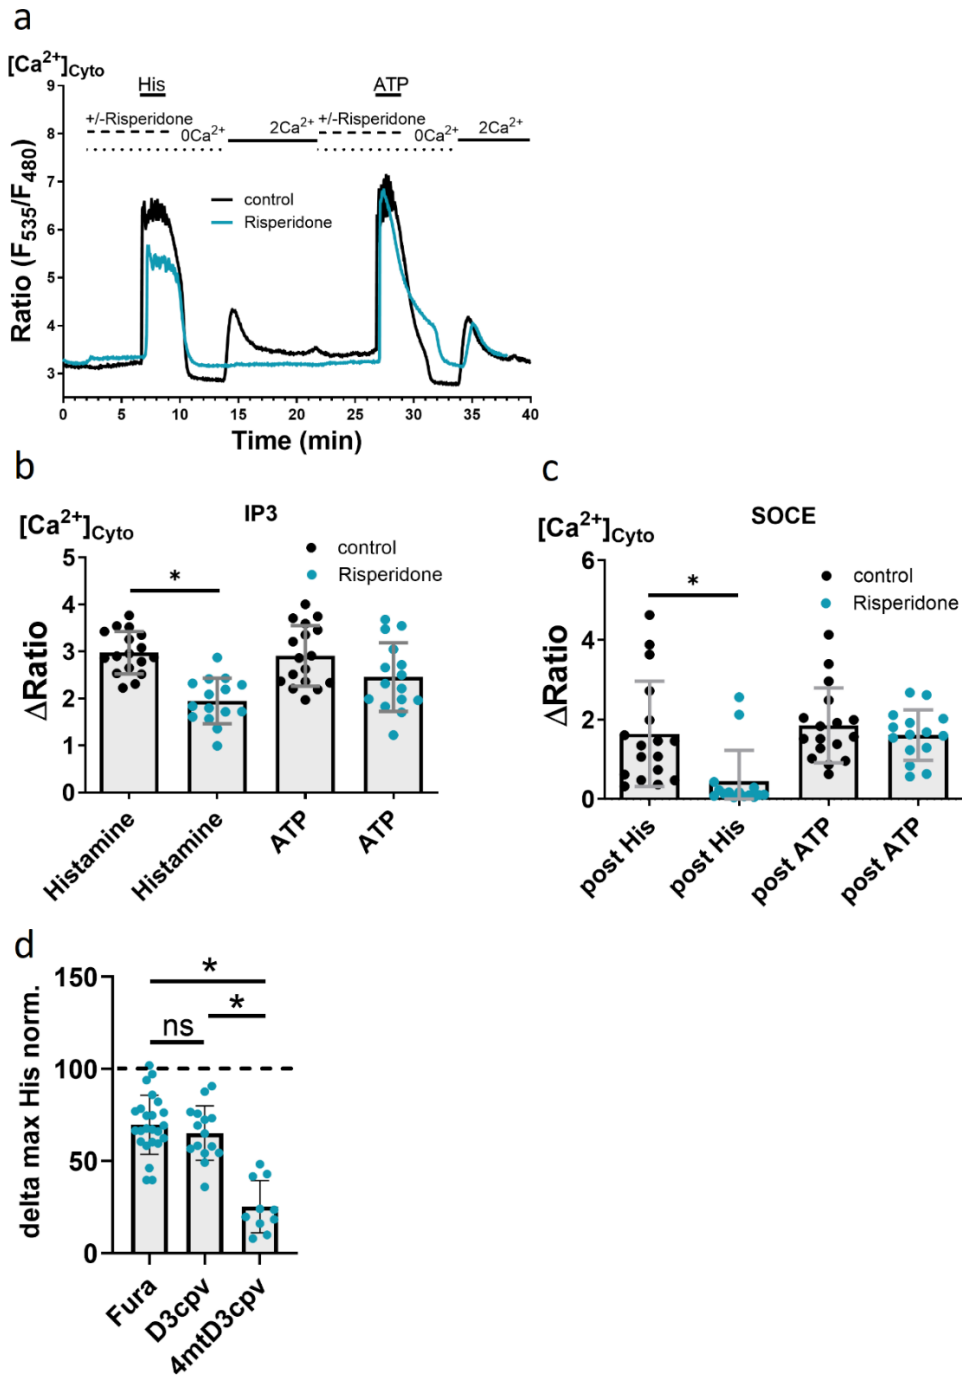 a
[Ca²⁺]Cyto
His
ATP
+/-Risperidone
0Ca²⁺
2Ca²⁺
+/-Risperidone
0Ca²⁺
2Ca²⁺
control
Risperidone
9
8
7
6
5
4
3
Ratio (F₅₃₅/F₄₈₀)
0 5 10 15 20 25 30 35 40
Time (min)
b
[Ca²⁺]Cyto
IP3
control
Risperidone
*
5
4
3
2
1
0
ΔRatio
Histamine
Histamine
ATP
ATP
c
[Ca²⁺]Cyto
SOCE
control
Risperidone
*
6
4
2
0
ΔRatio
post His
post His
post ATP
post ATP
d
*
*
ns
150
100
50
0
delta max His norm.
Fura
D3cpv
4mtD3cpv